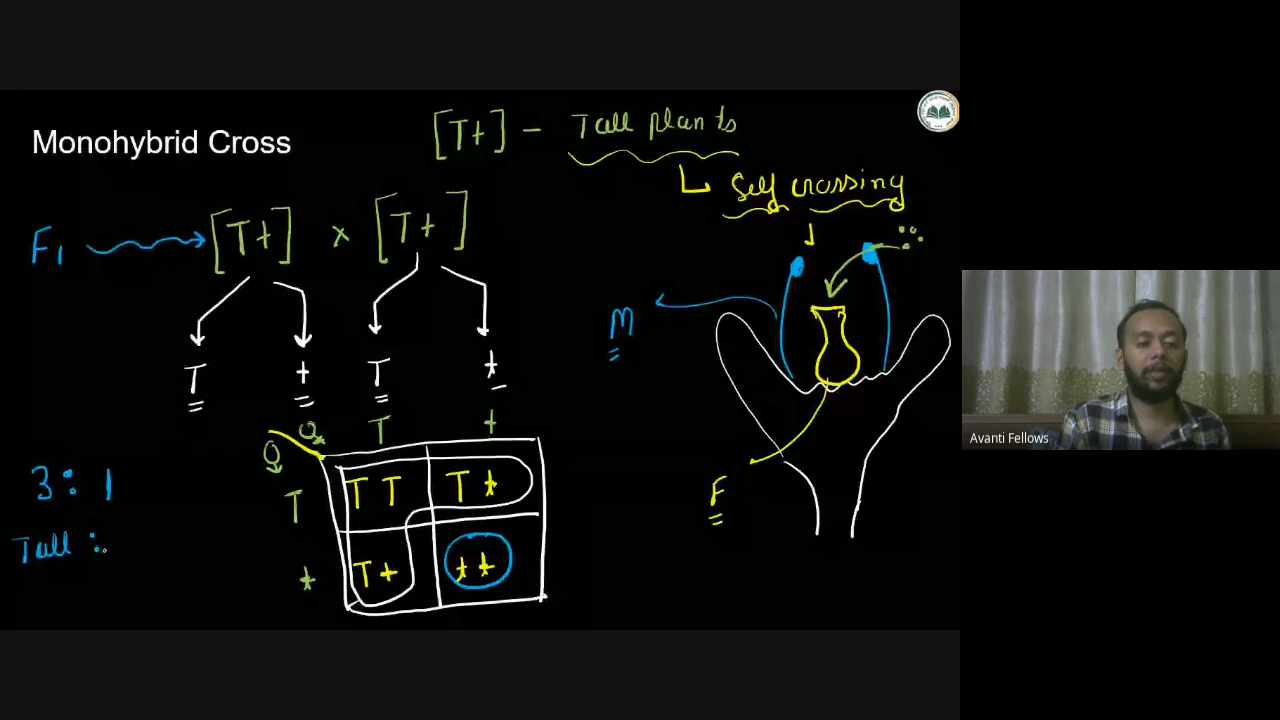 Monohybrid Cross
[Tt] - Tall plants
Self crossing
F1 [Tt] x [Tt]
M
T t T t
T t
3 : 1
T TT Tt
F
Tall :
t Tt tt
Avanti Fellows